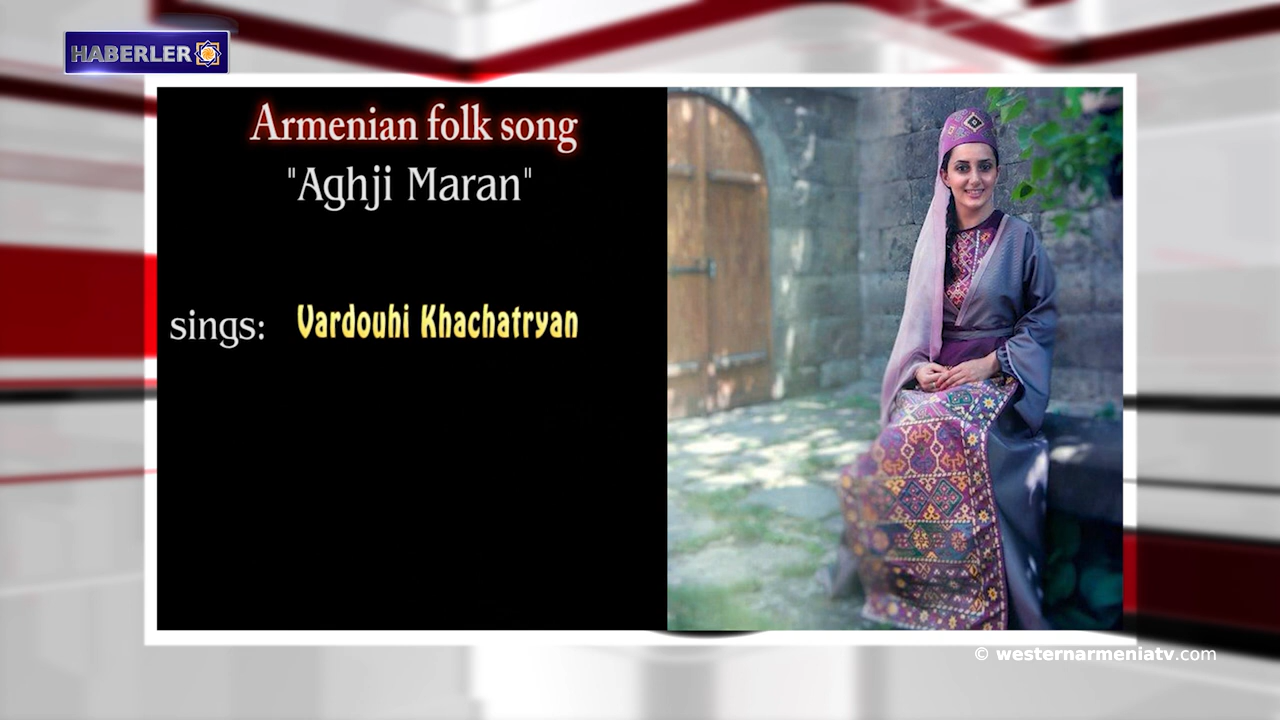 HABERLER
Armenian folk song
"Aghji Maran"
sings: Vardouhi Khachatryan
© westernarmeniatv.com